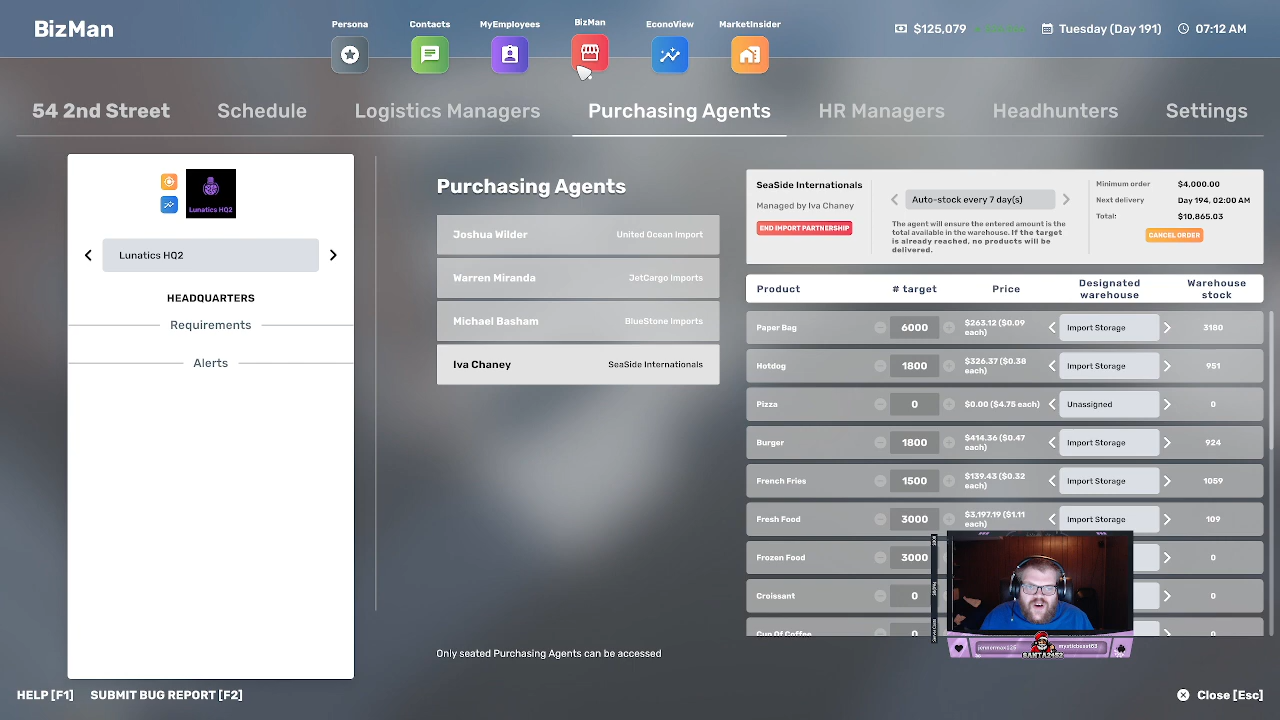 BizMan
Persona
Contacts
MyEmployees
BizMan
EconoView
MarketInsider
$125,079
Tuesday (Day 191)
07:12 AM
54 2nd Street
Schedule
Logistics Managers
Purchasing Agents
HR Managers
Headhunters
Settings
Lunatics HQ2
Lunatics HQ2
HEADQUARTERS
Requirements
Alerts
Purchasing Agents
Joshua Wilder United Ocean Import
Warren Miranda JetCargo Imports
Michael Basham BlueStone Imports
Iva Chaney SeaSide Internationals
Only seated Purchasing Agents can be accessed
SeaSide Internationals
Managed by Iva Chaney
END IMPORT PARTNERSHIP
Auto-stock every 7 day(s)
The agent will ensure the entered amount is the
total available in the warehouse. If the target
is already reached, no products will be
delivered.
Minimum order $4,000.00
Next delivery Day 194, 02:00 AM
Total: $10,865.03
CANCEL ORDER
Product # target Price Designated warehouse Warehouse stock
Paper Bag 6000 $263.12 ($0.09 each) Import Storage 3180
Hotdog 1800 $326.37 ($0.38 each) Import Storage 951
Pizza 0 $0.00 ($4.75 each) Unassigned 0
Burger 1800 $414.36 ($0.47 each) Import Storage 924
French Fries 1500 $139.43 ($0.32 each) Import Storage 1059
Fresh Food 3000 $3,197.19 ($1.11 each) Import Storage 109
Frozen Food 3000 0
Croissant 0 0
Cup Of Coffee
jennermax126
mysticbeast63
SANTA2452
HELP [F1]
SUBMIT BUG REPORT [F2]
Close [Esc]